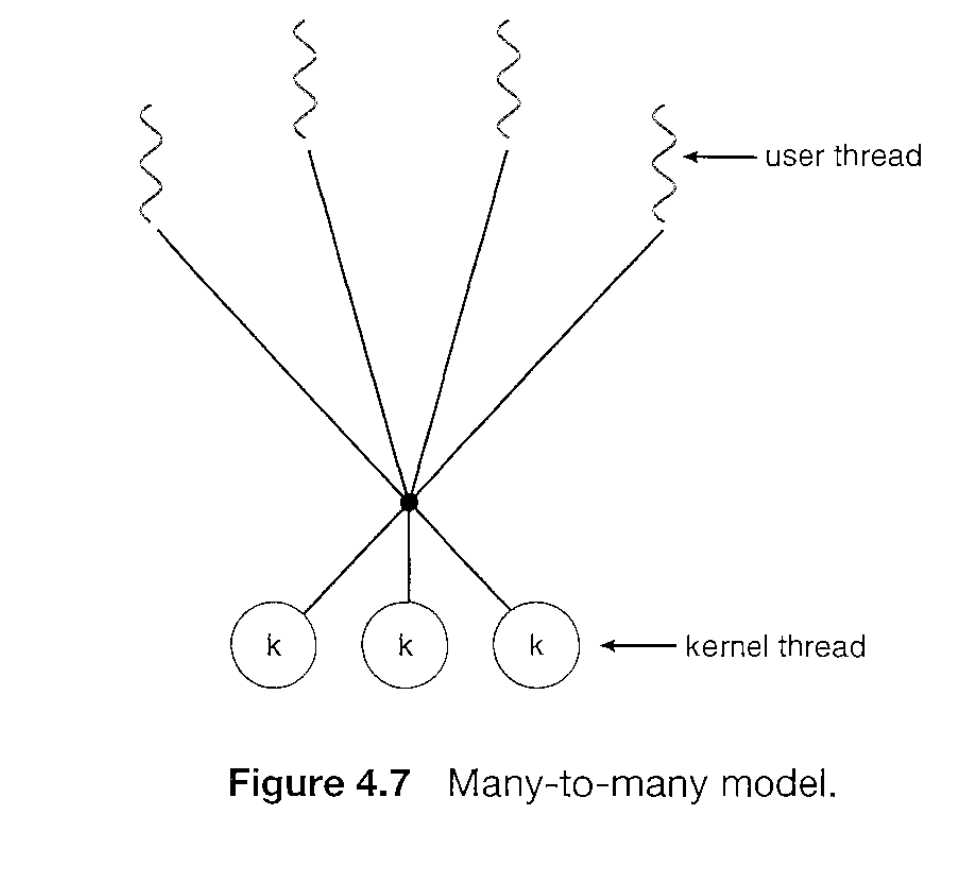 user thread
k k k
kernel thread
Figure 4.7 Many-to-many model.